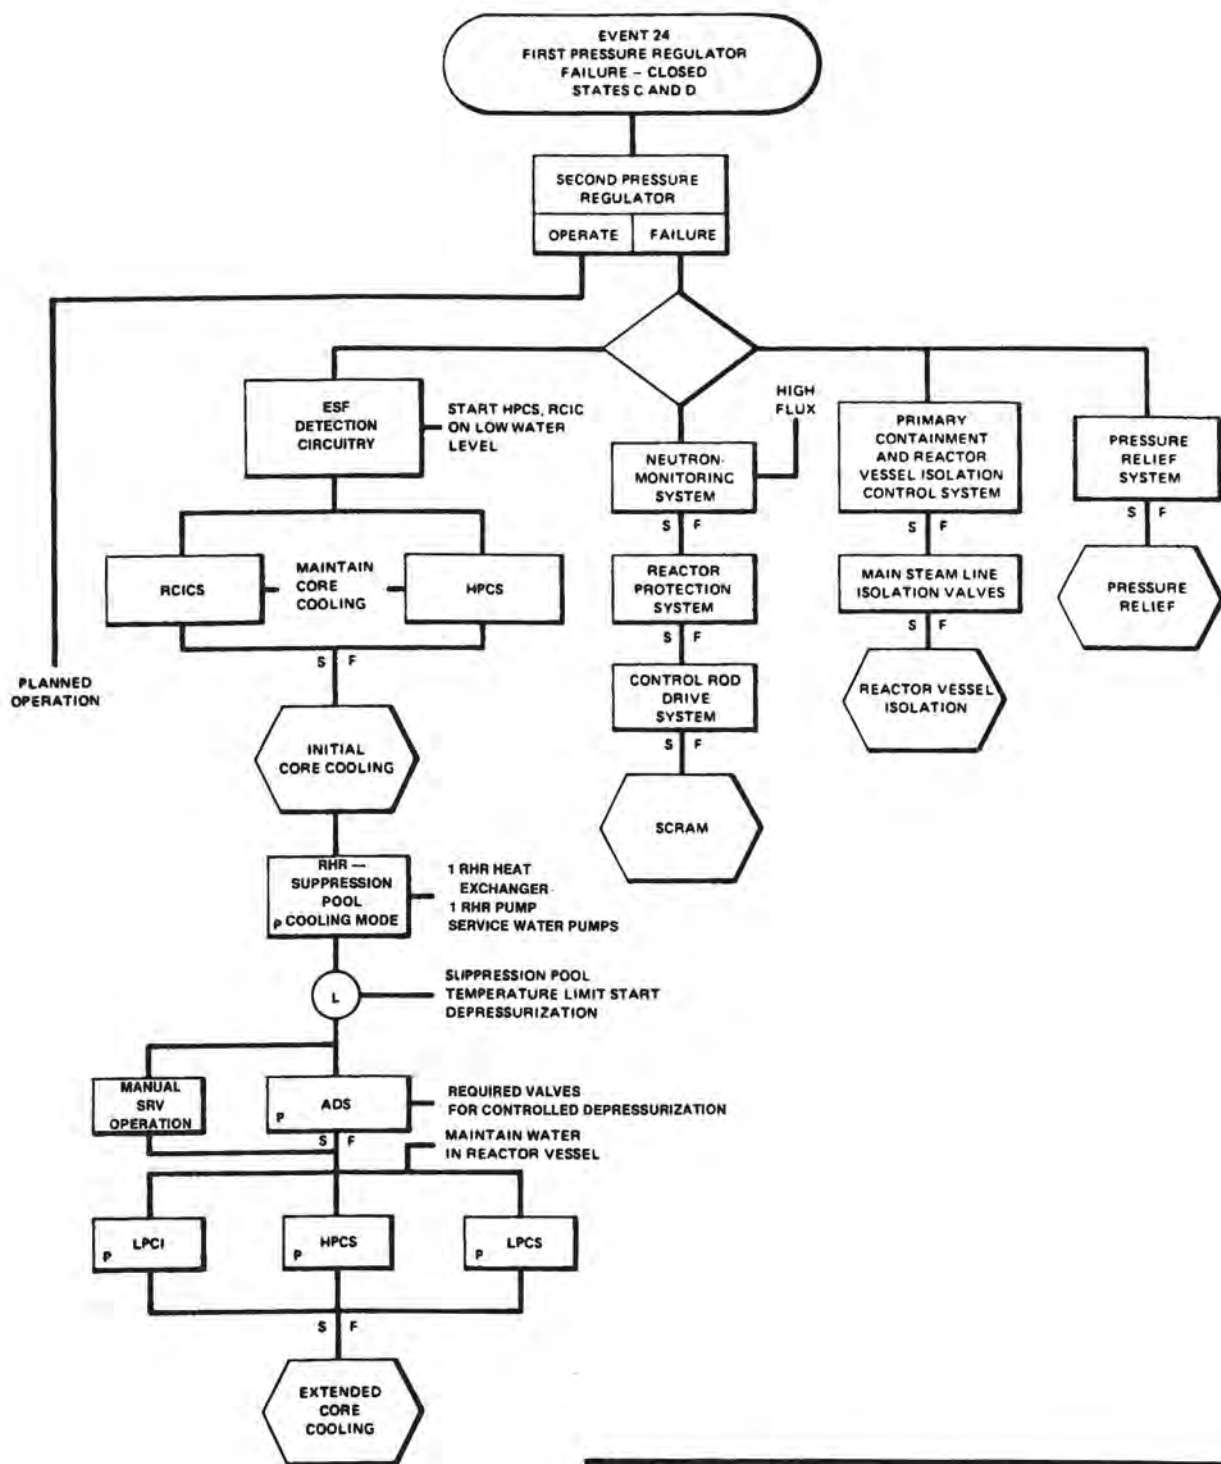 EVENT 24
FIRST PRESSURE REGULATOR
FAILURE – CLOSED
STATES C AND D
SECOND PRESSURE
REGULATOR
OPERATE
FAILURE
ESF
DETECTION
CIRCUITRY
START HPCS, RCIC
ON LOW WATER
LEVEL
HIGH
FLUX
NEUTRON-
MONITORING
SYSTEM
PRIMARY
CONTAINMENT
AND REACTOR
VESSEL ISOLATION
CONTROL SYSTEM
PRESSURE
RELIEF
SYSTEM
S F
S F
S F
RCICS
MAINTAIN
CORE
COOLING
HPCS
REACTOR
PROTECTION
SYSTEM
MAIN STEAM LINE
ISOLATION VALVES
PRESSURE
RELIEF
S F
S F
S F
PLANNED
OPERATION
CONTROL ROD
DRIVE
SYSTEM
REACTOR VESSEL
ISOLATION
S F
INITIAL
CORE COOLING
SCRAM
RHR —
SUPPRESSION
POOL
P COOLING MODE
1 RHR HEAT
EXCHANGER
1 RHR PUMP
SERVICE WATER PUMPS
L
SUPPRESSION POOL
TEMPERATURE LIMIT START
DEPRESSURIZATION
MANUAL
SRV
OPERATION
ADS
P
REQUIRED VALVES
FOR CONTROLLED DEPRESSURIZATION
S F
MAINTAIN WATER
IN REACTOR VESSEL
LPCI
P
HPCS
P
LPCS
P
S F
EXTENDED
CORE
COOLING